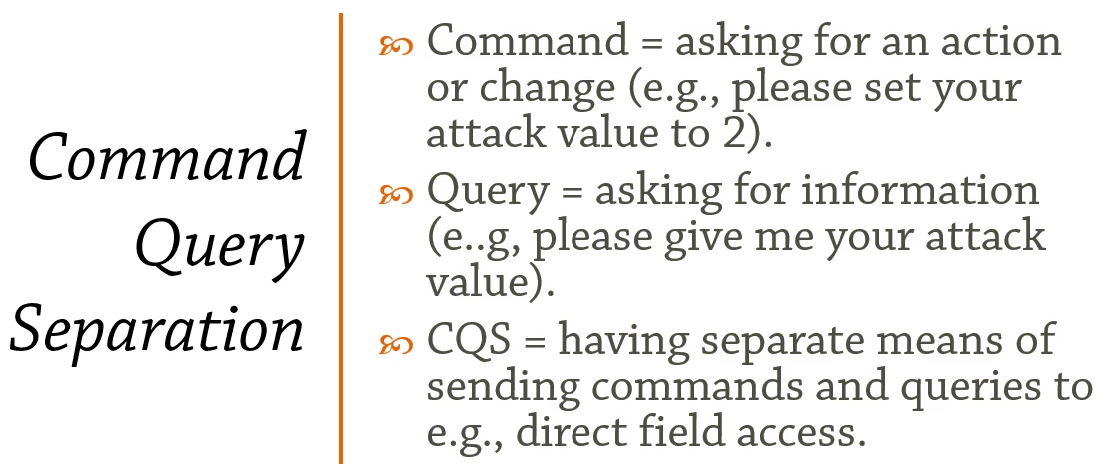 Command
Query
Separation
Command = asking for an action
or change (e.g., please set your
attack value to 2).
Query = asking for information
(e..g, please give me your attack
value).
CQS = having separate means of
sending commands and queries to
e.g., direct field access.